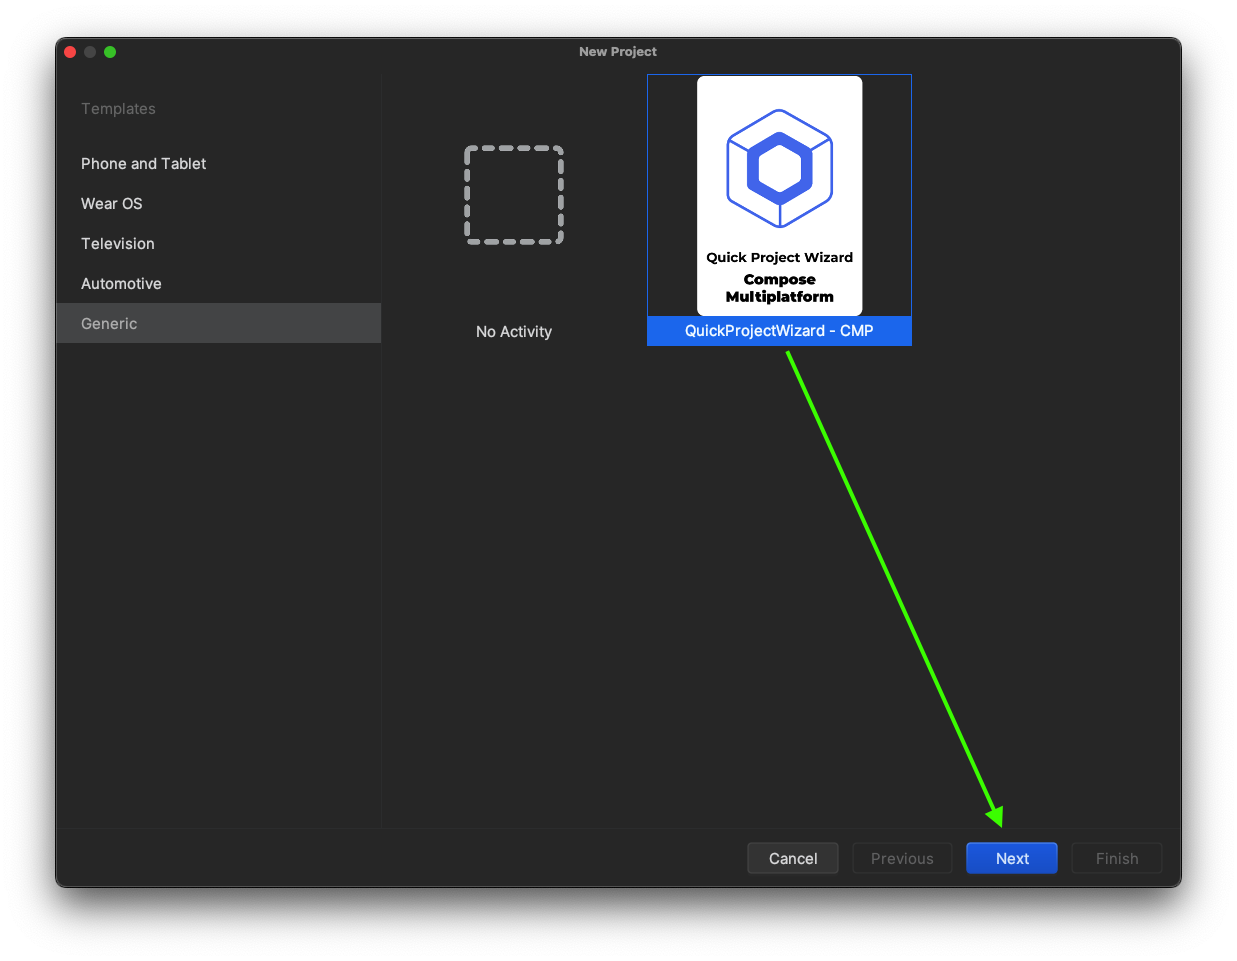 New Project
Templates
Phone and Tablet
Wear OS
Television
Automotive
Generic
No Activity
Quick Project Wizard
Compose
Multiplatform
QuickProjectWizard - CMP
Cancel
Previous
Next
Finish